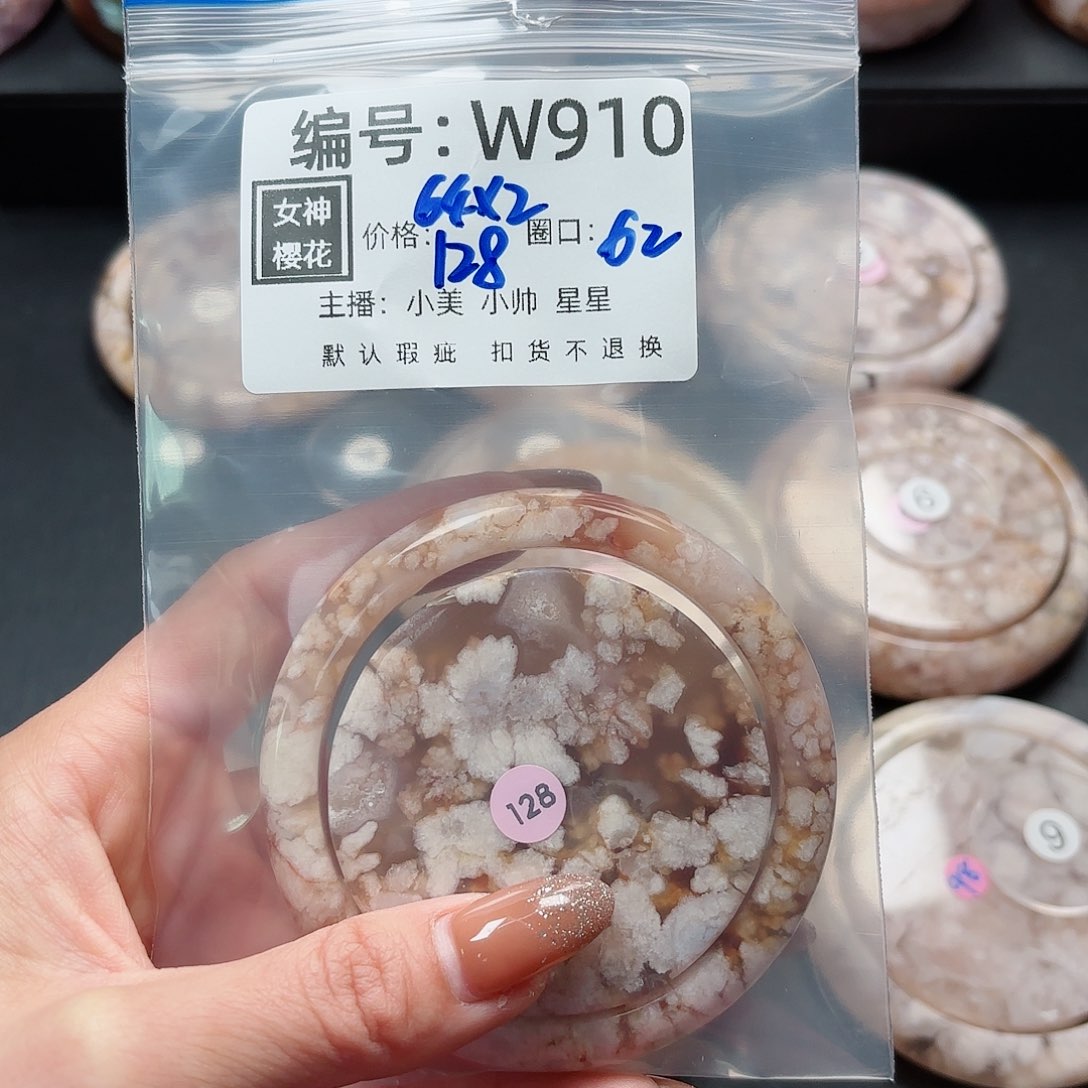 编号：W910
女神
樱花
64x2
价格：128 圈口：62
主播：小美 小帅 星星
默认瑕疵 扣货不退换
128
6
9
98